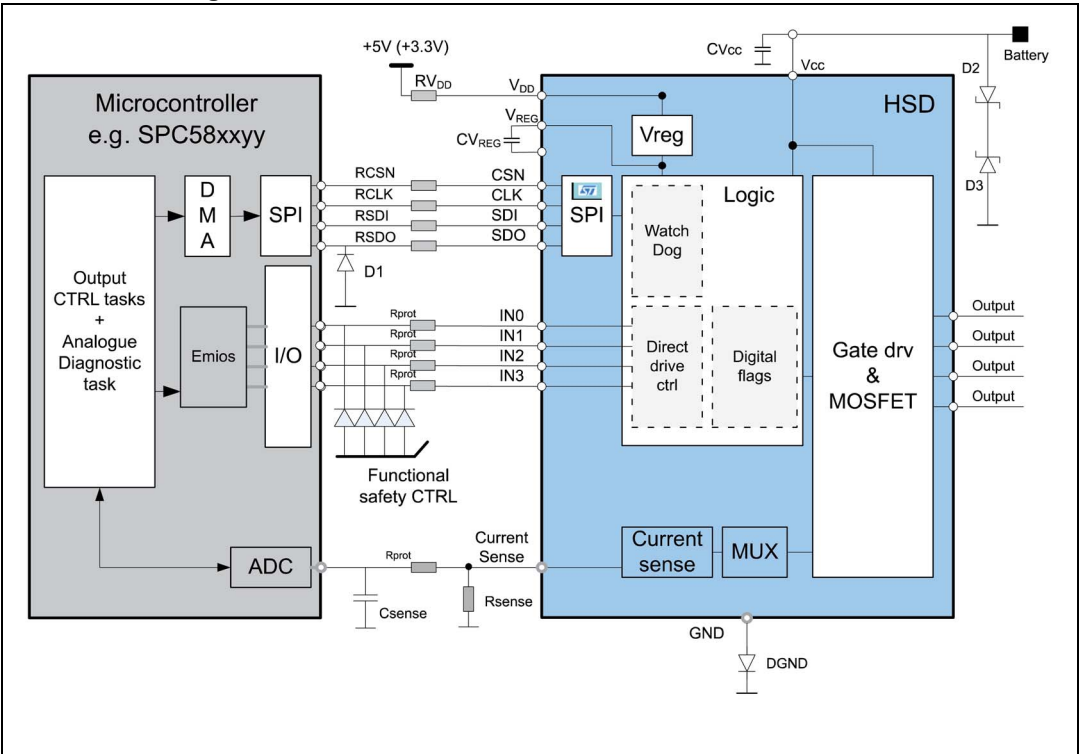 +5V (+3.3V)
RVDD
VDD
VREG
CVREG
CVcc
Vcc
Battery
D2
D3
Microcontroller
e.g. SPC58xxyy
HSD
Vreg
D
M
A
SPI
RCSN
RCLK
RSDI
RSDO
CSN
CLK
SDI
SDO
ST
SPI
Logic
Watch
Dog
D1
Output
CTRL tasks
+
Analogue
Diagnostic
task
Emios
I/O
Rprot
Rprot
Rprot
Rprot
IN0
IN1
IN2
IN3
Direct
drive
ctrl
Digital
flags
Gate drv
&
MOSFET
Output
Output
Output
Output
Functional
safety CTRL
ADC
Rprot
Current
Sense
Csense
Rsense
Current
sense
MUX
GND
DGND